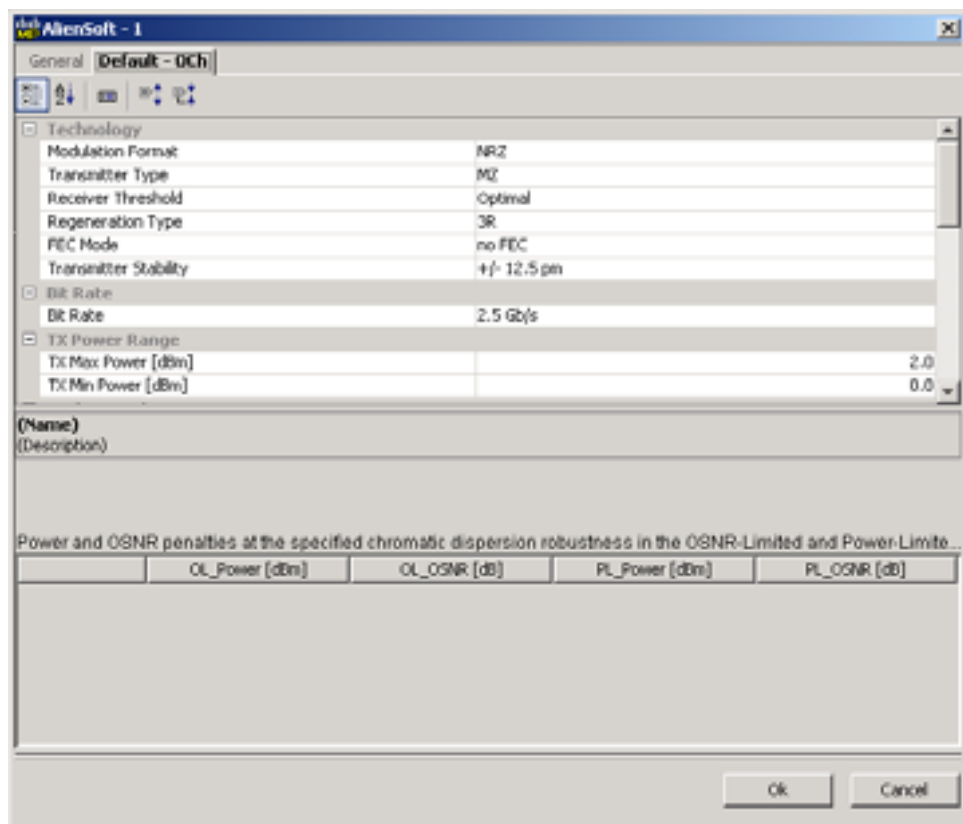 AlienSoft - 1
General Default - OCh
Technology
Modulation Format NRZ
Transmitter Type MZ
Receiver Threshold Optimal
Regeneration Type 3R
FEC Mode no FEC
Transmitter Stability +/- 12.5 pm
Bit Rate
Bit Rate 2.5 Gb/s
TX Power Range
TX Max Power [dBm] 2.0
TX Min Power [dBm] 0.0
(Name)
(Description)
Power and OSNR penalties at the specified chromatic dispersion robustness in the OSNR-Limited and Power-Limite...
OL_Power [dBm] OL_OSNR [dB] PL_Power [dBm] PL_OSNR [dB]
Ok Cancel